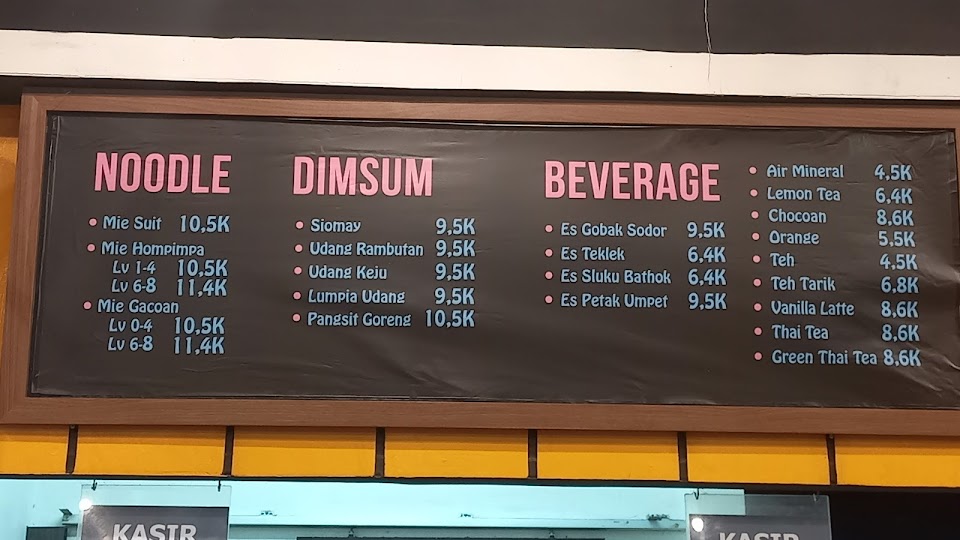 NOODLE
Mie Suit 10,5K
Mie Hompimpa
Lv 1-4 10,5K
Lv 6-8 11,4K
Mie Gacoan
Lv 0-4 10,5K
Lv 6-8 11,4K
DIMSUM
Siomay 9,5K
Udang Rambutan 9,5K
Udang Keju 9,5K
Lumpia Udang 9,5K
Pangsit Goreng 10,5K
BEVERAGE
Es Gobak Sodor 9,5K
Es Teklek 6,4K
Es Sluku Bathok 6,4K
Es Petak Umpet 9,5K
Air Mineral 4,5K
Lemon Tea 6,4K
Chocoan 8,6K
Orange 5,5K
Teh 4,5K
Teh Tarik 6.8K
Vanilla Latte 8,6K
Thai Tea 8,6K
Green Thai Tea 8,6K
KASIR
KASIR